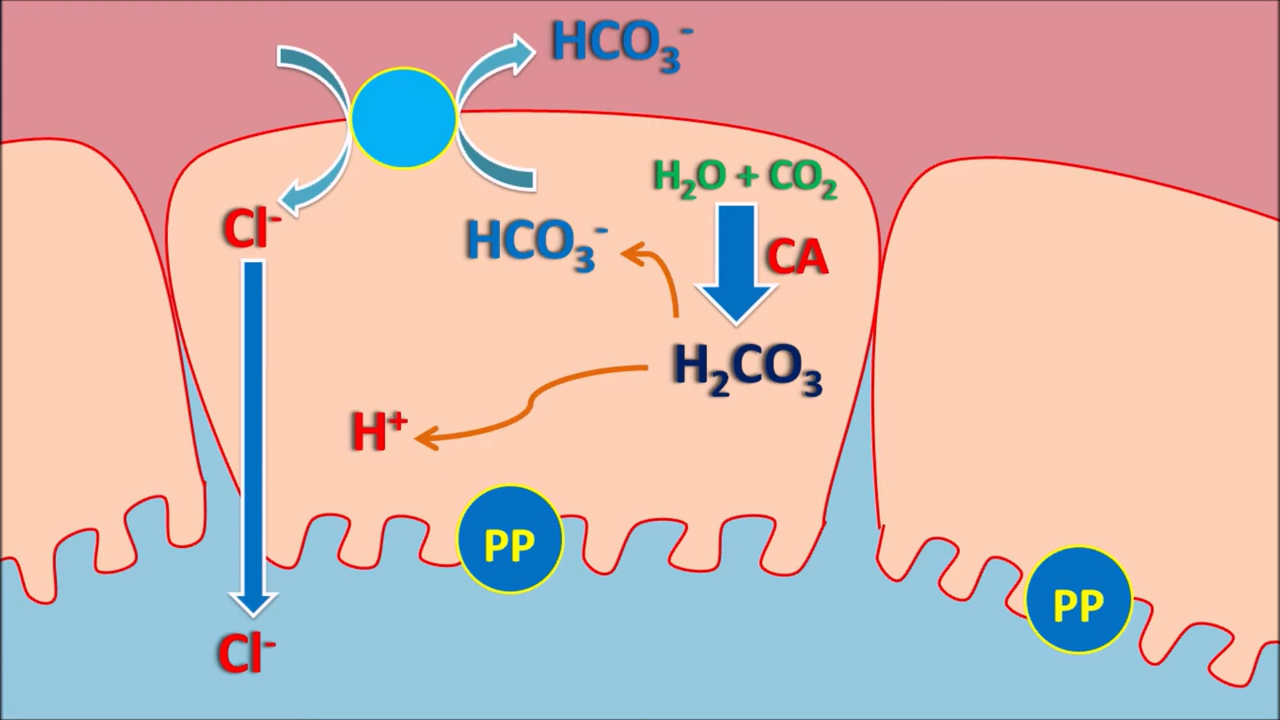 HCO₃⁻
H₂O + CO₂
Cl⁻
HCO₃⁻
CA
H₂CO₃
H⁺
PP
PP
Cl⁻